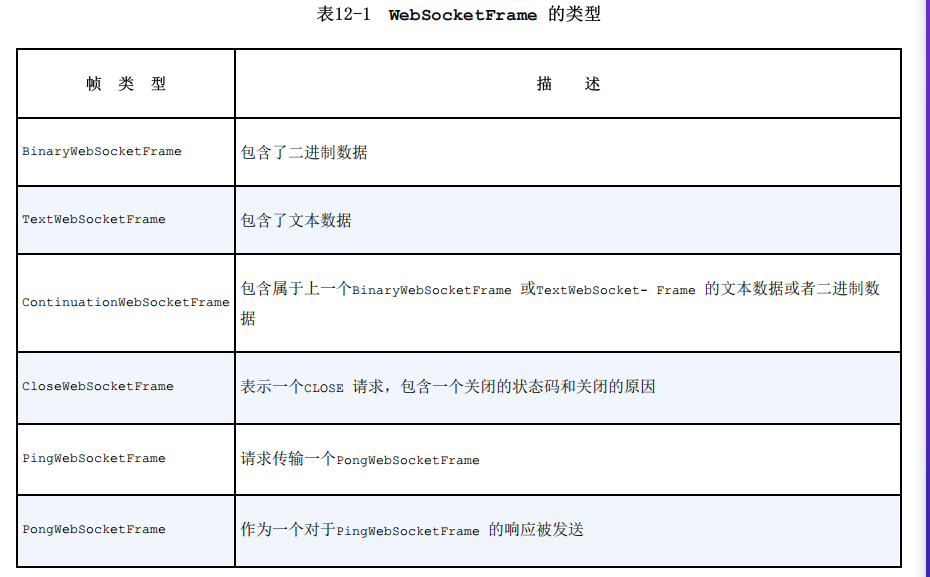 表12-1 WebSocketFrame 的类型
帧 类 型
描 述
BinaryWebSocketFrame
包含了二进制数据
TextWebSocketFrame
包含了文本数据
ContinuationWebSocketFrame
包含属于上一个BinaryWebSocketFrame 或TextWebSocket- Frame 的文本数据或者二进制数
据
CloseWebSocketFrame
表示一个CLOSE 请求，包含一个关闭的状态码和关闭的原因
PingWebSocketFrame
请求传输一个PongWebSocketFrame
PongWebSocketFrame
作为一个对于PingWebSocketFrame 的响应被发送